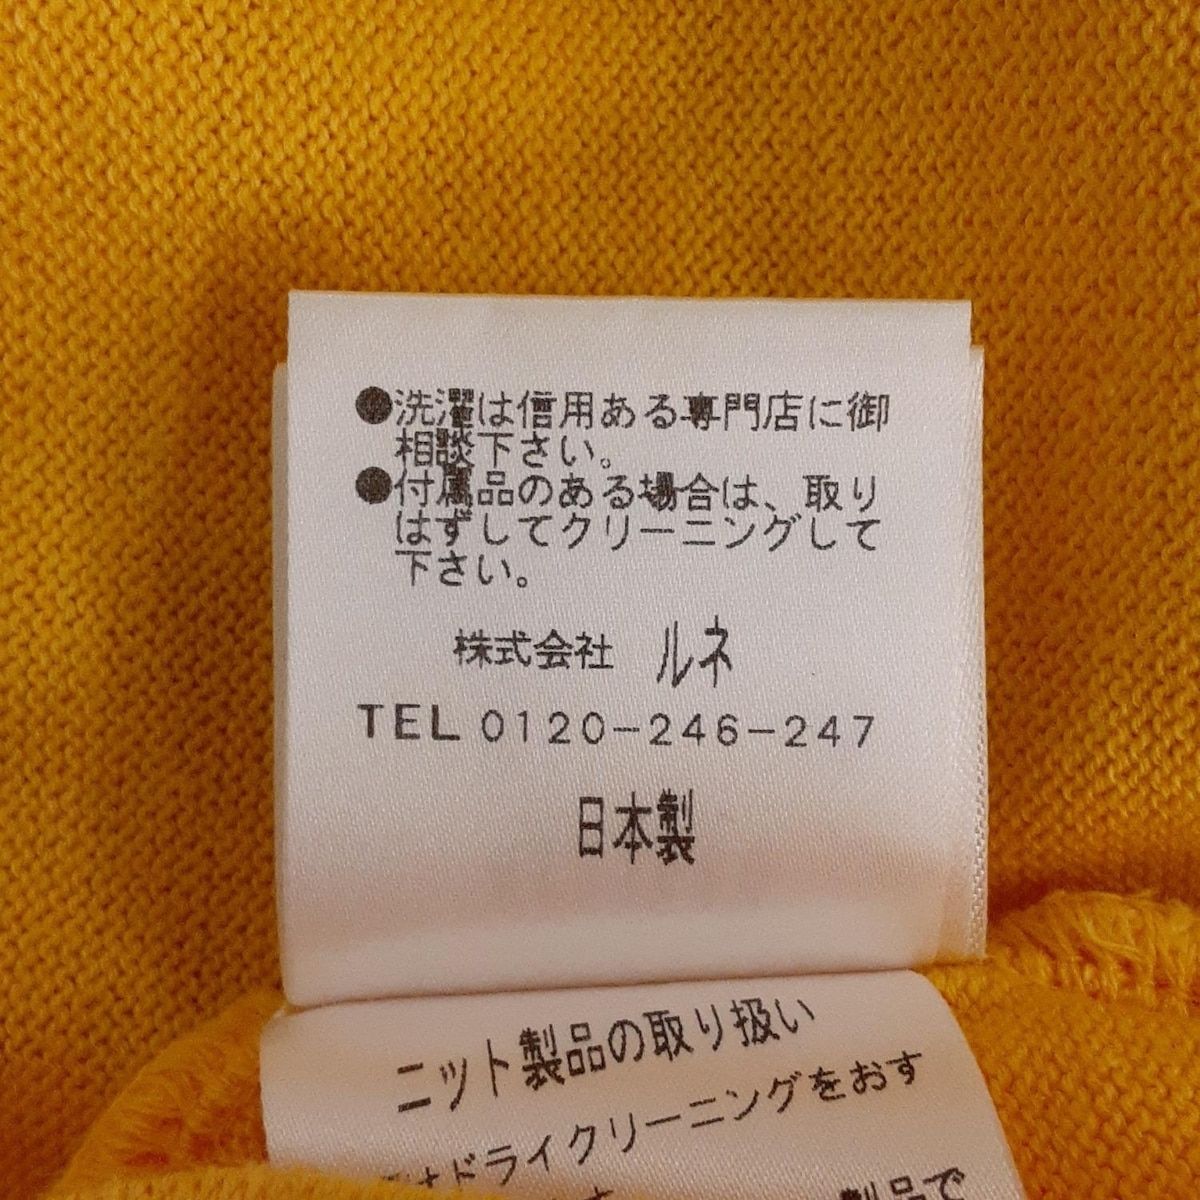 ●洗濯は信用ある専門店に御
相談下さい。
●付属品のある場合は、取り
はずしてクリーニングして
下さい。
株式会社 ルネ
TEL 0120-246-247
日本製
ニット製品の取り扱い
はドライクリーニングをおす
製品で